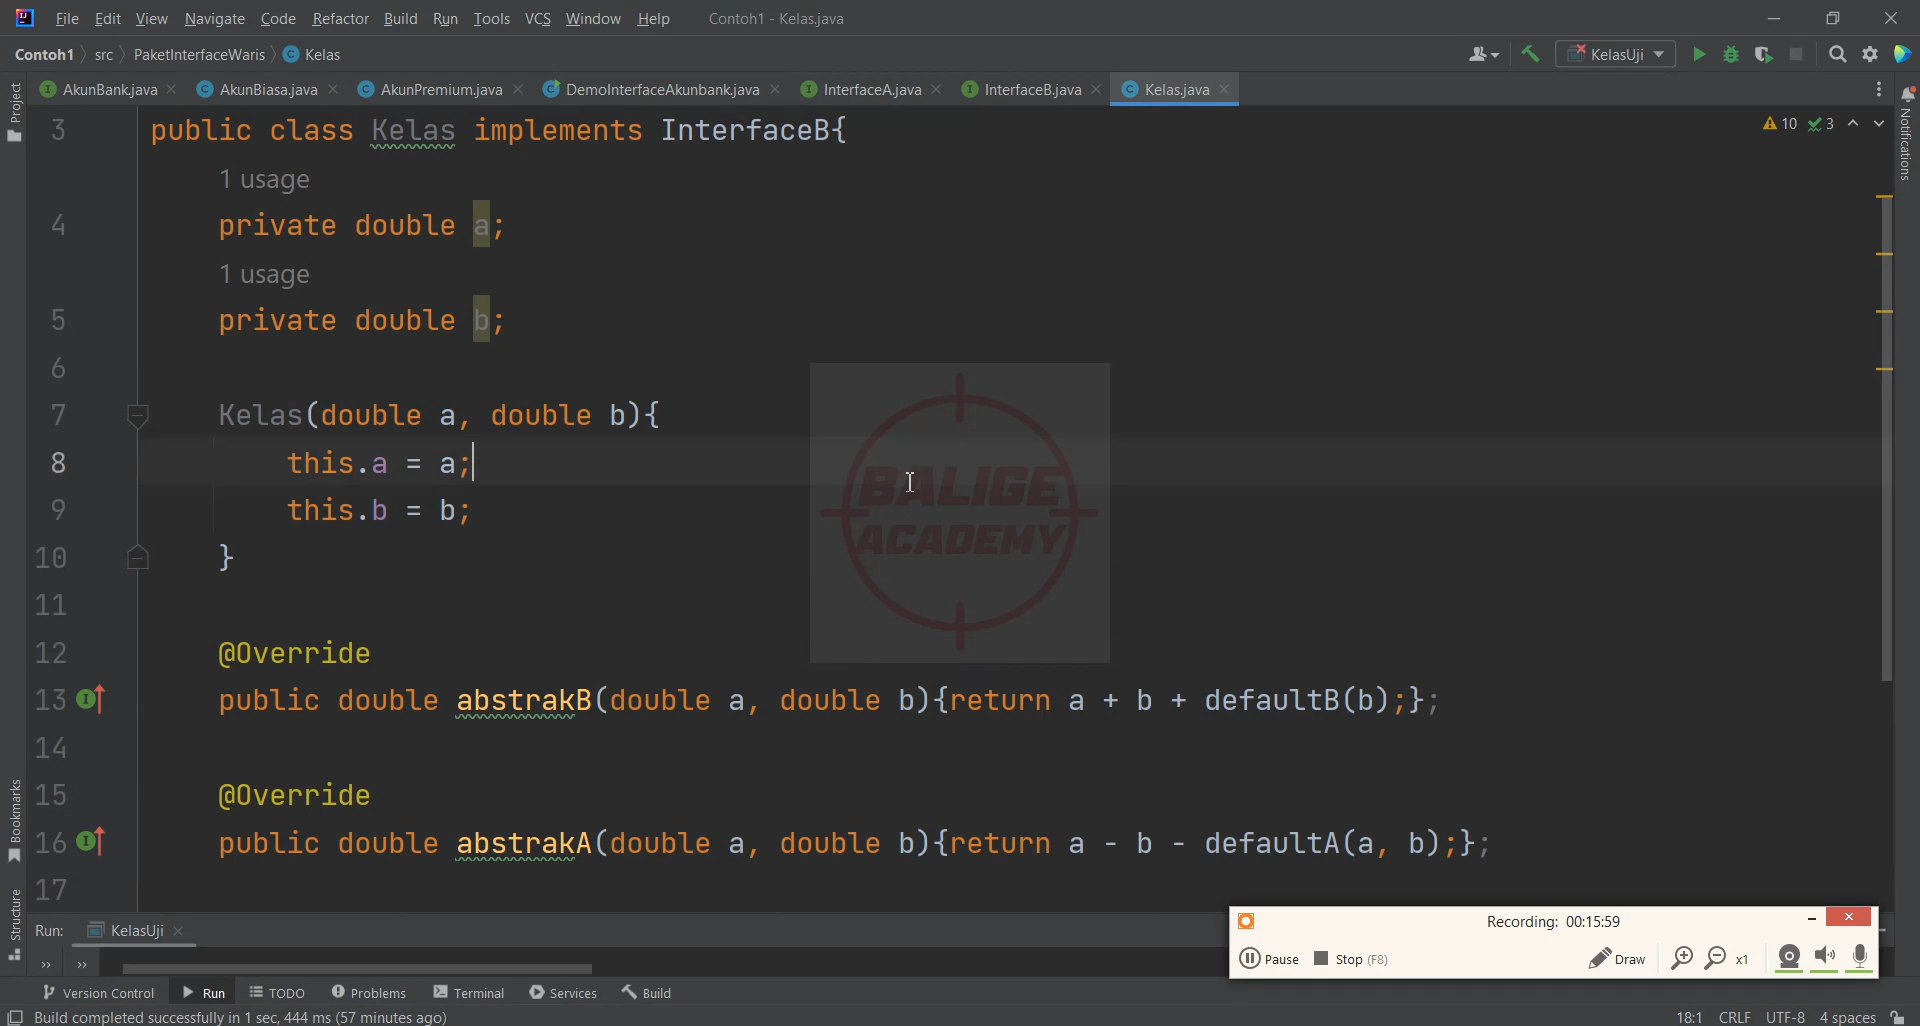 File Edit View Navigate Code Refactor Build Run Tools VCS Window Help Contoh1 - Kelas.java
Contoh1 src PaketInterfaceWaris Kelas KelasUji
Project
AkunBank.java AkunBiasa.java AkunPremium.java DemoInterfaceAkunbank.java InterfaceA.java InterfaceB.java Kelas.java
Notifications
10 3
3 public class Kelas implements InterfaceB{
1 usage
4 private double a;
1 usage
5 private double b;
6
7 Kelas(double a, double b){
8 this.a = a;
9 this.b = b;
10 }
11
12 @Override
13 public double abstrakB(double a, double b){return a + b + defaultB(b);};
14
15 @Override
16 public double abstrakA(double a, double b){return a - b - defaultA(a, b);};
17
BALIGE
ACADEMY
Bookmarks
Structure
Run: KelasUji
Recording: 00:15:59
Pause Stop (F8) Draw x1
Version Control Run TODO Problems Terminal Services Build
Build completed successfully in 1 sec, 444 ms (57 minutes ago) 18:1 CRLF UTF-8 4 spaces